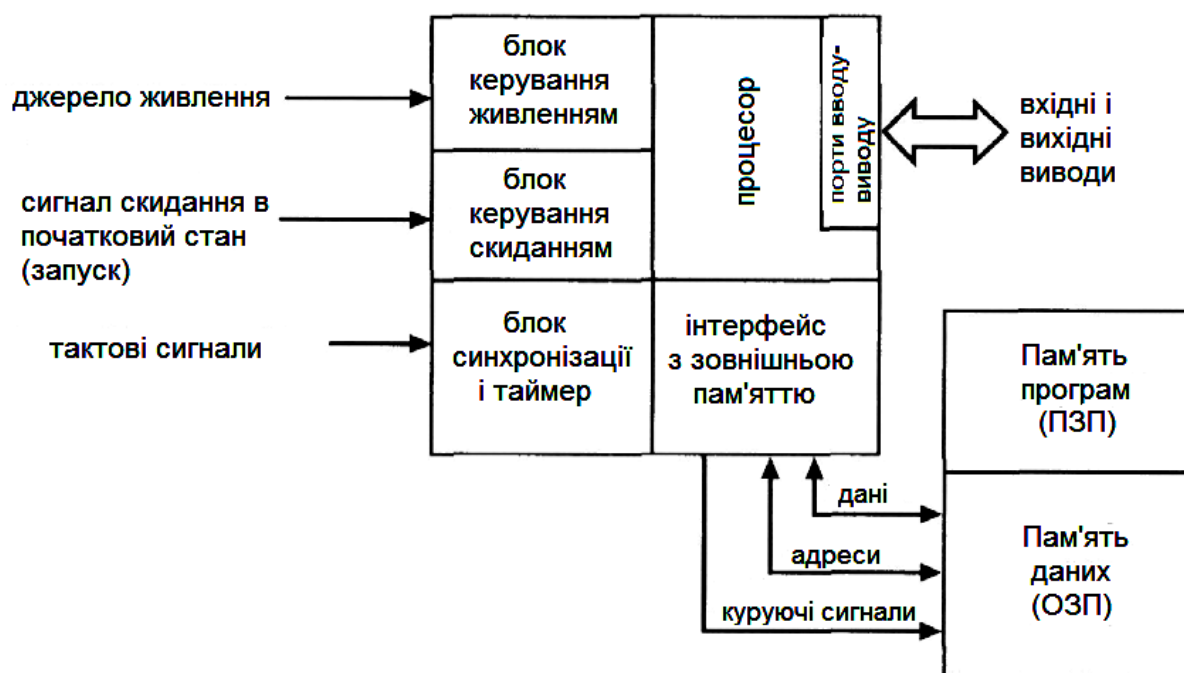 джерело живлення
сигнал скидання в
початковий стан
(запуск)
тактові сигнали
блок
керування
живленням
блок
керування
скиданням
блок
синхронізації
і таймер
процесор
порти вводу-
виводу
інтерфейс
з зовнішньою
пам'яттю
вхідні і
вихідні
виводи
Пам'ять
програм
(ПЗП)
Пам'ять
даних
(ОЗП)
дані
адреси
куруючі сигнали